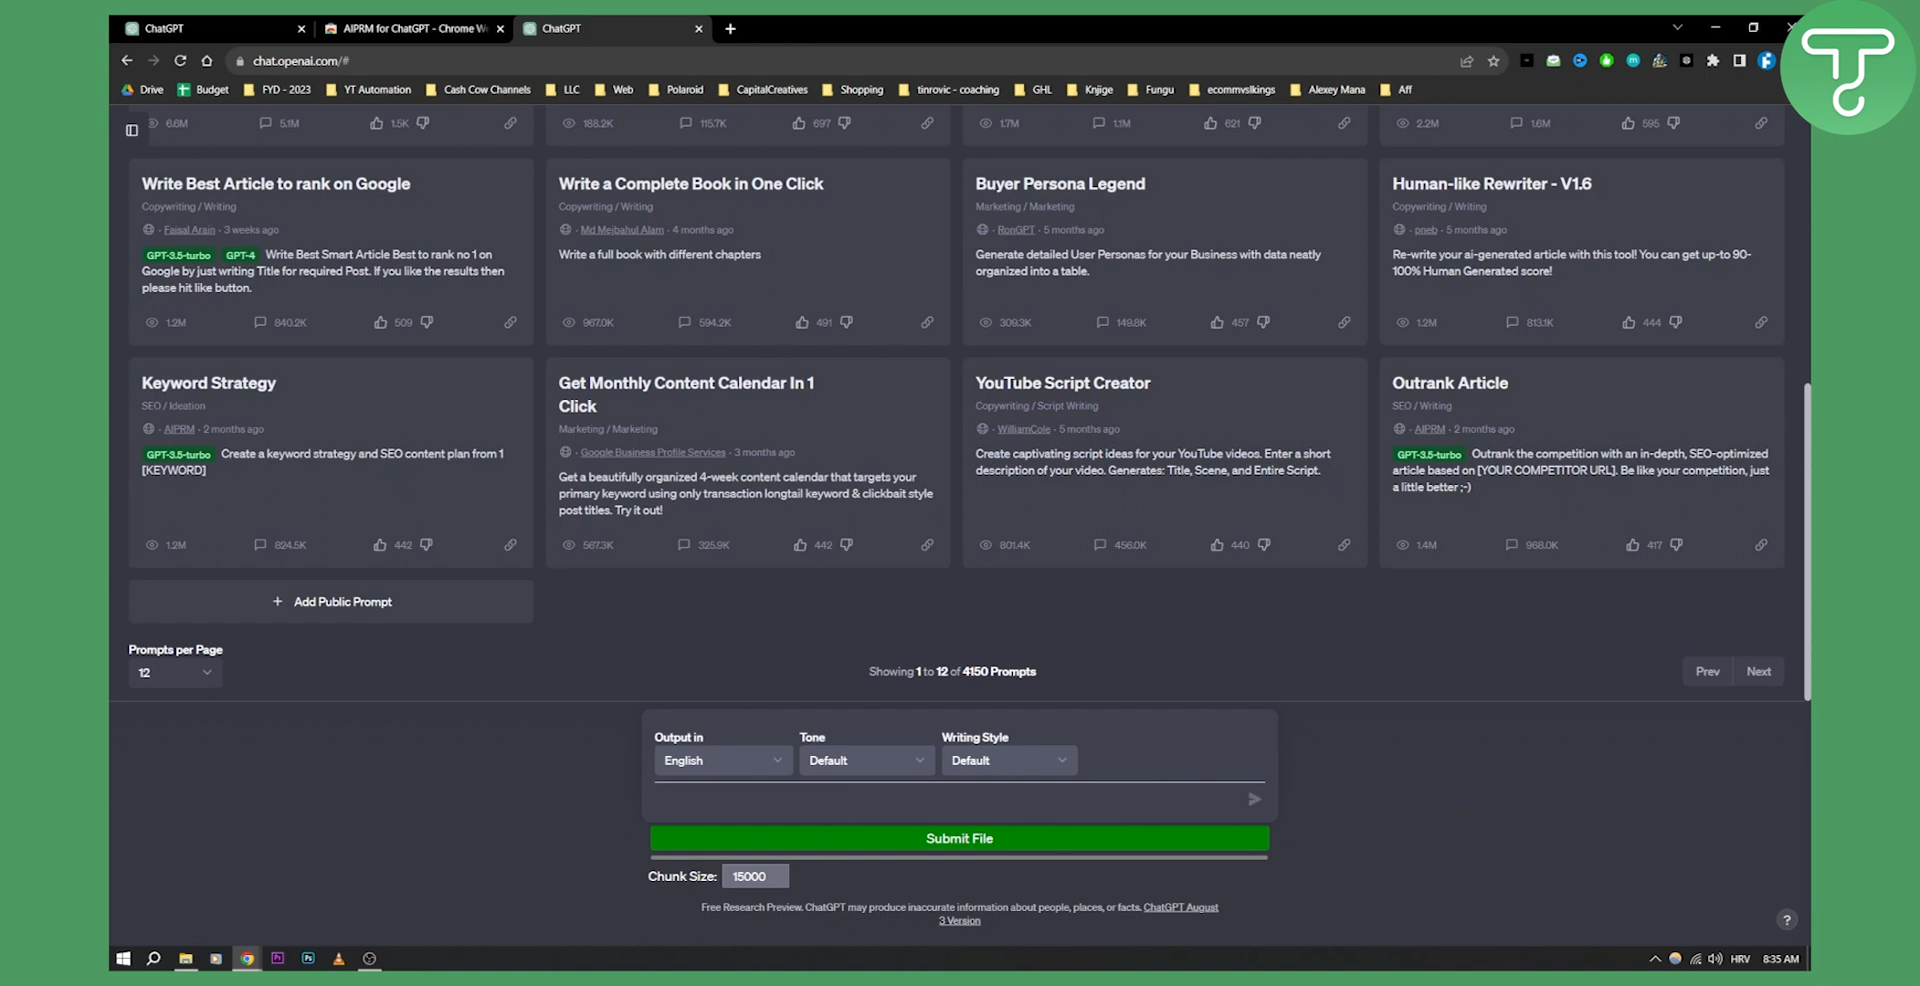 ChatGPT
AIPRM for ChatGPT - Chrome W
ChatGPT
chat.openai.com/#
Drive Budget FYD - 2023 YT Automation Cash Cow Channels LLC Web Polaroid CapitalCreatives Shopping tinrovic - coaching GHL Knjige Fungu ecommvslkings Alexey Mana Aff
6.6M 5.1M 1.5K
188.2K 115.7K 697
1.7M 1.1M 621
2.2M 1.6M 595
Write Best Article to rank on Google
Copywriting / Writing
· Faisal Arain · 3 weeks ago
GPT-3.5-turbo GPT-4 Write Best Smart Article Best to rank no 1 on
Google by just writing Title for required Post. If you like the results then
please hit like button.
1.2M 840.2K 509
Write a Complete Book in One Click
Copywriting / Writing
· Md Mejbahul Alam · 4 months ago
Write a full book with different chapters
967.0K 594.2K 491
Buyer Persona Legend
Marketing / Marketing
· RonGPT · 5 months ago
Generate detailed User Personas for your Business with data neatly
organized into a table.
309.3K 149.8K 457
Human-like Rewriter - V1.6
Copywriting / Writing
· pneb · 5 months ago
Re-write your ai-generated article with this tool! You can get up-to 90-
100% Human Generated score!
1.2M 813.1K 444
Keyword Strategy
SEO / Ideation
· AIPRM · 2 months ago
GPT-3.5-turbo Create a keyword strategy and SEO content plan from 1
[KEYWORD]
1.2M 824.5K 442
Get Monthly Content Calendar In 1
Click
Marketing / Marketing
· Google Business Profile Services · 3 months ago
Get a beautifully organized 4-week content calendar that targets your
primary keyword using only transaction longtail keyword & clickbait style
post titles. Try it out!
567.3K 325.9K 442
YouTube Script Creator
Copywriting / Script Writing
· WilliamCole · 5 months ago
Create captivating script ideas for your YouTube videos. Enter a short
description of your video. Generates: Title, Scene, and Entire Script.
801.4K 456.0K 440
Outrank Article
SEO / Writing
· AIPRM · 2 months ago
GPT-3.5-turbo Outrank the competition with an in-depth, SEO-optimized
article based on [YOUR COMPETITOR URL]. Be like your competition, just
a little better ;-)
1.4M 968.0K 417
+ Add Public Prompt
Prompts per Page
12
Showing 1 to 12 of 4150 Prompts
Prev Next
Output in Tone Writing Style
English Default Default
Submit File
Chunk Size: 15000
Free Research Preview. ChatGPT may produce inaccurate information about people, places, or facts. ChatGPT August
3 Version
?
HRV 8:35 AM